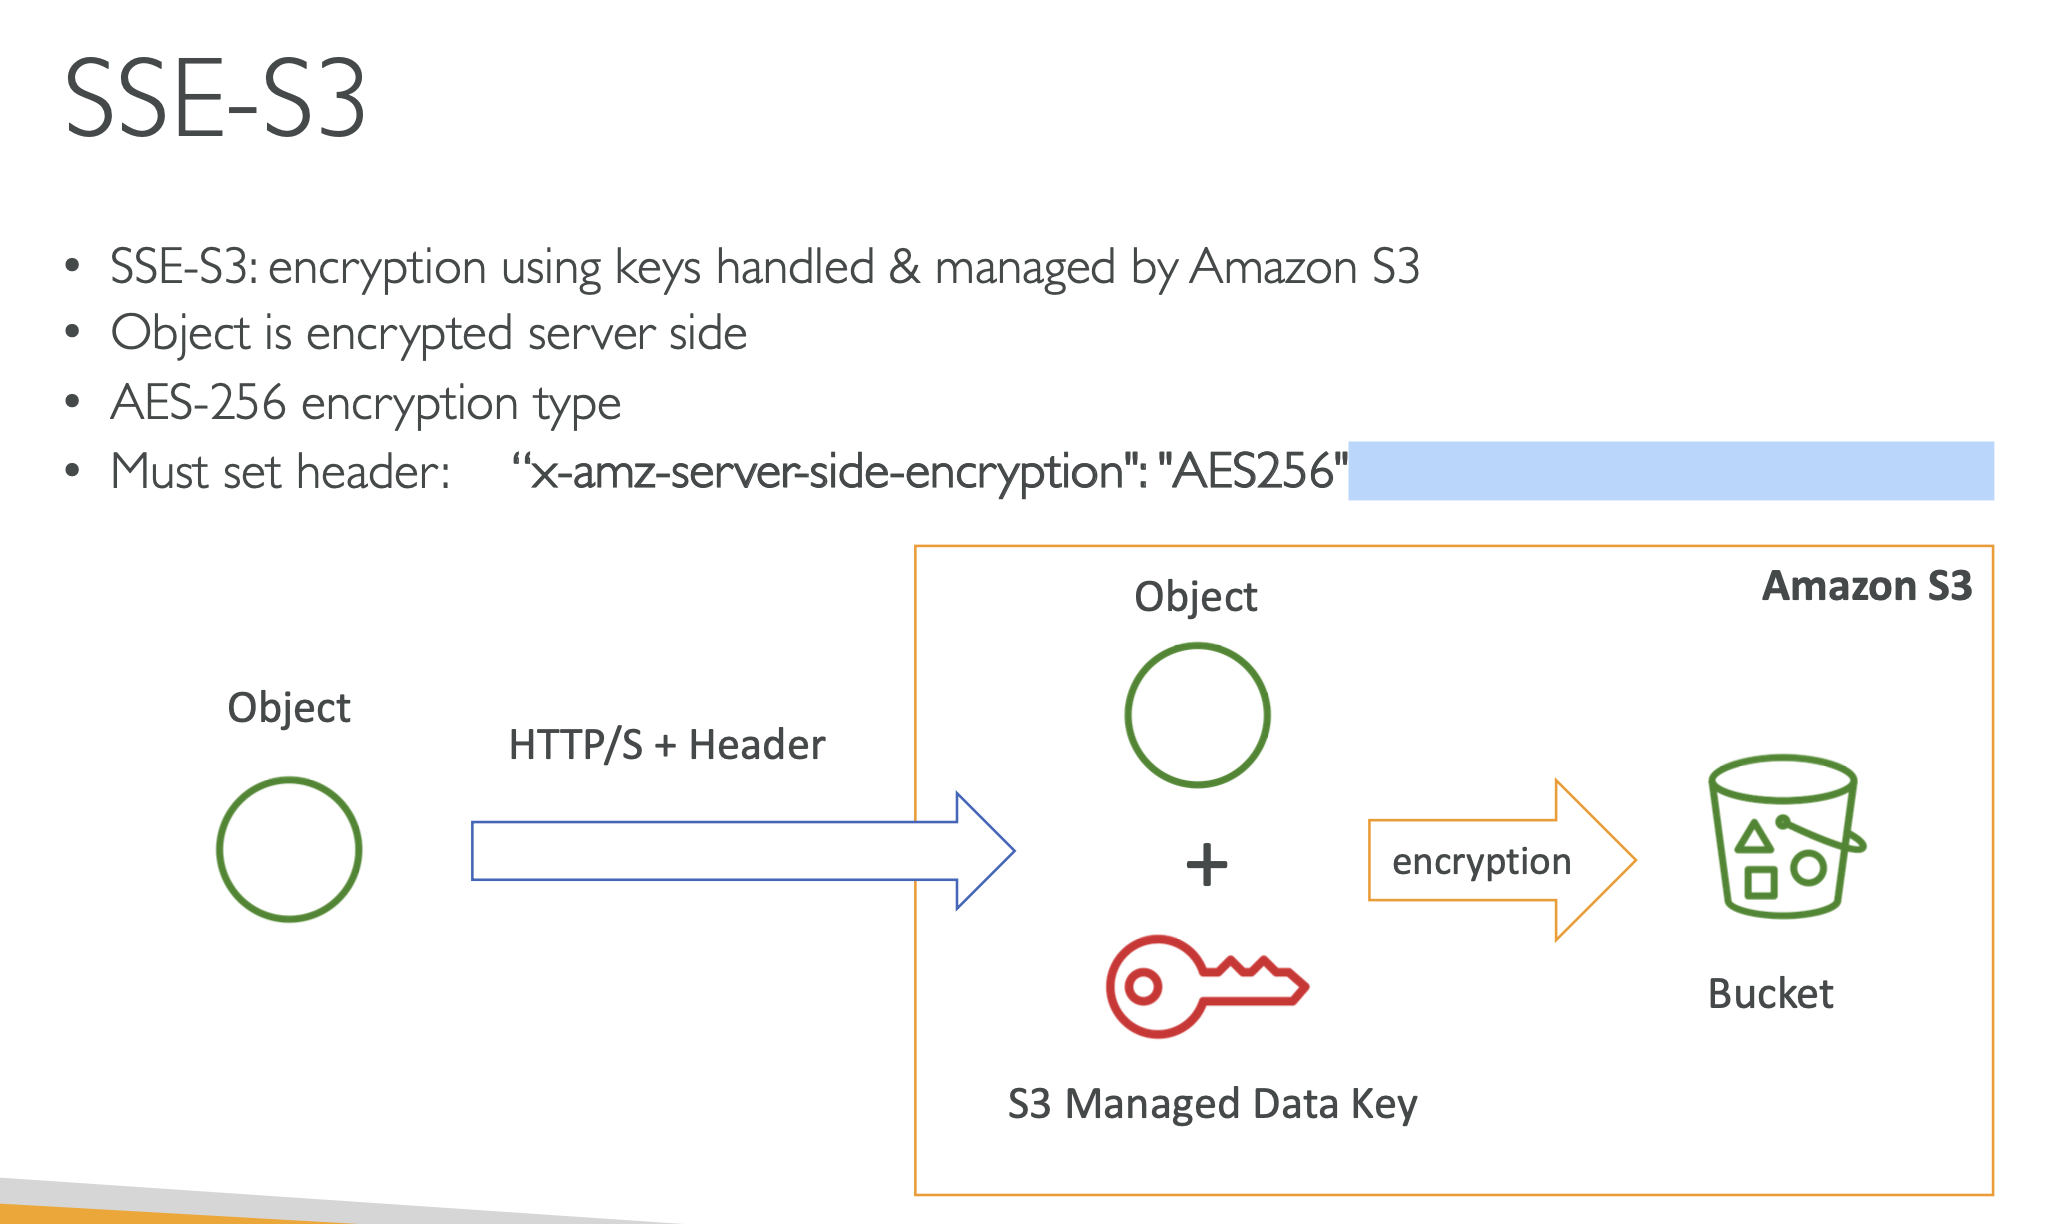 SSE-S3
• SSE-S3: encryption using keys handled & managed by Amazon S3
• Object is encrypted server side
• AES-256 encryption type
• Must set header: “x-amz-server-side-encryption": "AES256"
Amazon S3
Object
Object
HTTP/S + Header
+
encryption
Bucket
S3 Managed Data Key